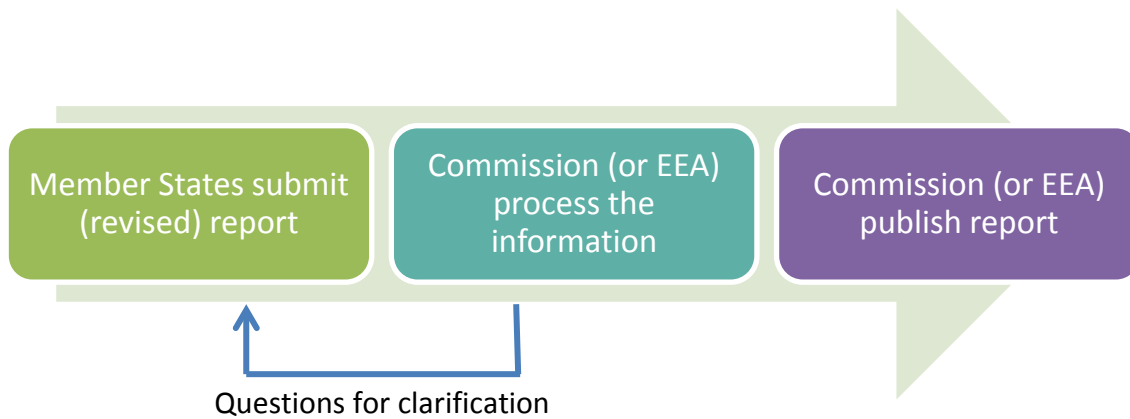 Member States submit
(revised) report
Commission (or EEA)
process the
information
Commission (or EEA)
publish report
Questions for clarification